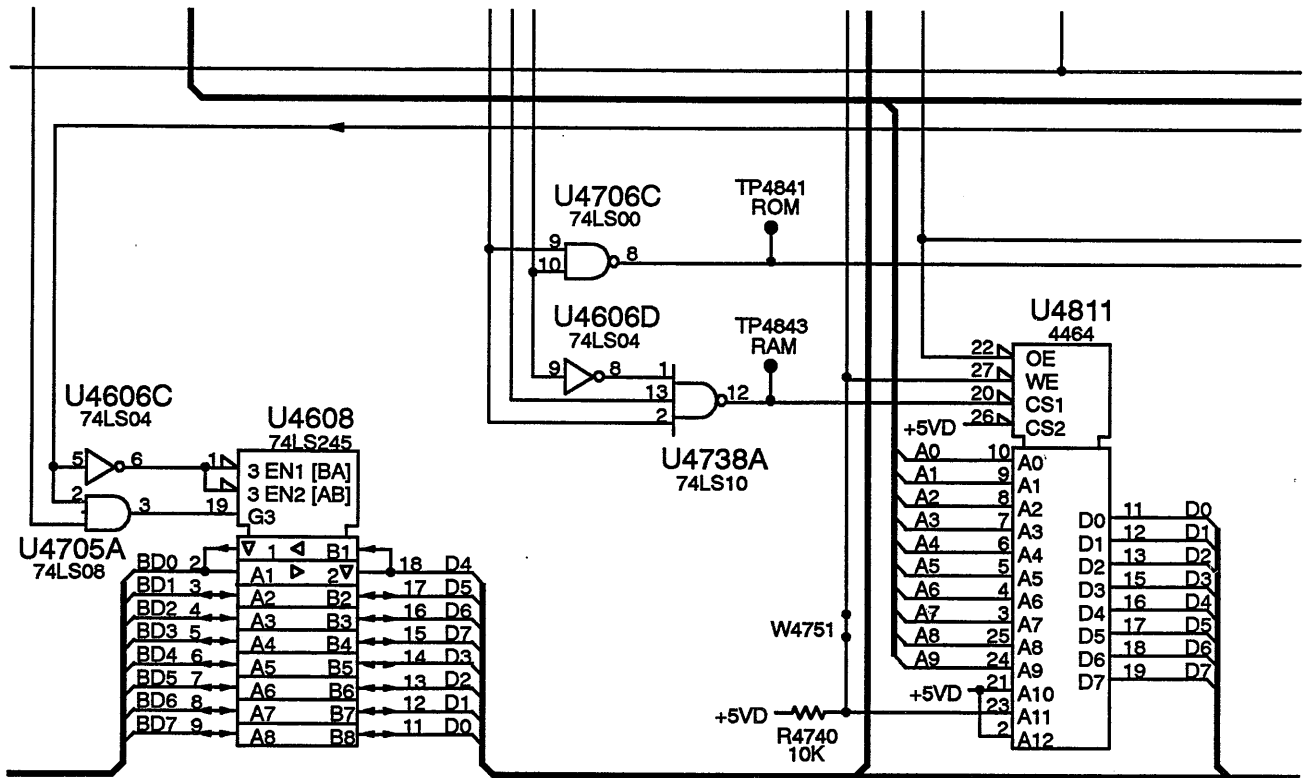 U4706C
74LS00
9
10
8
TP4841
ROM
U4606D
74LS04
9
8
1
13
2
12
TP4843
RAM
U4738A
74LS10
U4606C
74LS04
5
6
2
3
U4705A
74LS08
U4608
74LS245
1
3 EN1 [BA]
3 EN2 [AB]
19
G3
1
B1
BD0 2 A1 2 18 D4
BD1 3 A2 B2 17 D5
BD2 4 A3 B3 16 D6
BD3 5 A4 B4 15 D7
BD4 6 A5 B5 14 D3
BD5 7 A6 B6 13 D2
BD6 8 A7 B7 12 D1
BD7 9 A8 B8 11 D0
W4751
+5VD
R4740
10K
U4811
4464
22 OE
27 WE
20 CS1
+5VD 26 CS2
A0 10 A0
A1 9 A1
A2 8 A2
A3 7 A3
A4 6 A4
A5 5 A5
A6 4 A6
A7 3 A7
A8 25 A8
A9 24 A9
+5VD 21 A10
23 A11
2 A12
D0 11 D0
D1 12 D1
D2 13 D2
D3 15 D3
D4 16 D4
D5 17 D5
D6 18 D6
D7 19 D7